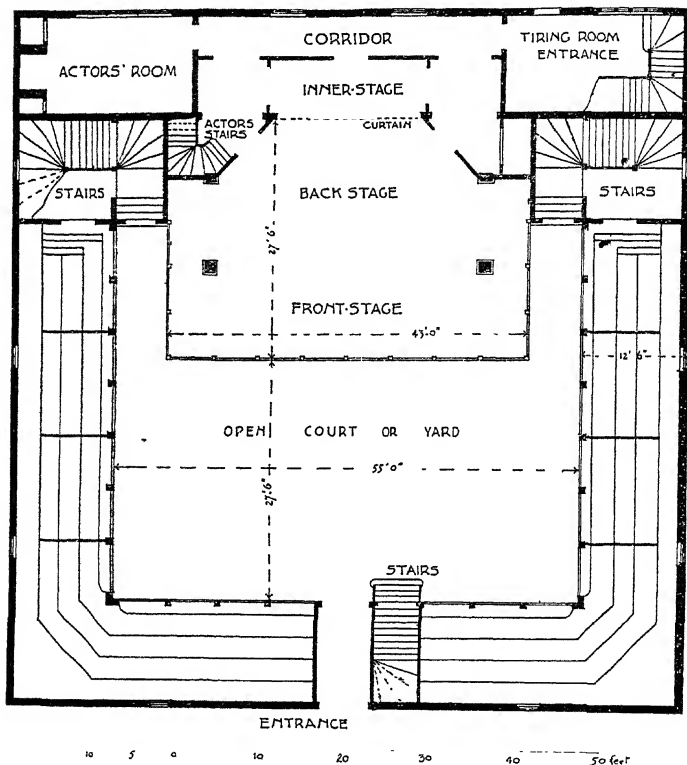 CORRIDOR
TIRING ROOM
ENTRANCE
ACTORS' ROOM
INNER·STAGE
ACTORS
STAIRS
CURTAIN
STAIRS
BACK STAGE
STAIRS
27'·6"
FRONT·STAGE
43'·0"
12' 6"
OPEN COURT OR YARD
55'0"
27'·6"
STAIRS
ENTRANCE
10 5 0 10 20 30 40 50 feet